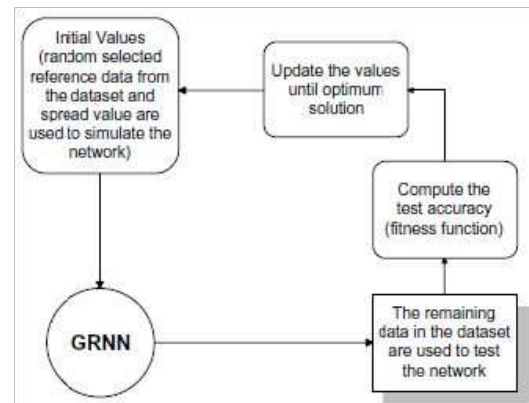 Initial Values
(random selected
reference data from
the dataset and
spread value are
used to simulate the
network)
Update the values
until optimum
solution
Compute the
test accuracy
(fitness function)
GRNN
The remaining
data in the dataset
are used to test
the network